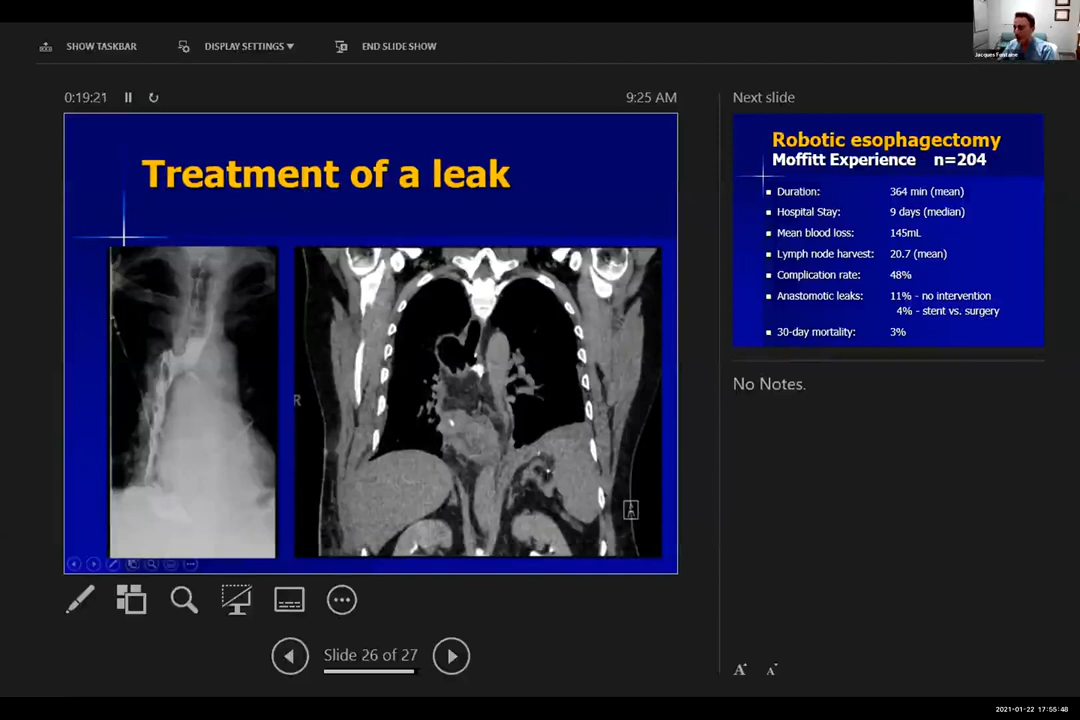 Jacques Fontaine
SHOW TASKBAR
DISPLAY SETTINGS ▼
END SLIDE SHOW
0:19:21
9:25 AM
Treatment of a leak
R
Next slide
Robotic esophagectomy
Moffitt Experience n=204
Duration: 364 min (mean)
Hospital Stay: 9 days (median)
Mean blood loss: 145mL
Lymph node harvest: 20.7 (mean)
Complication rate: 48%
Anastomotic leaks: 11% - no intervention
4% - stent vs. surgery
30-day mortality: 3%
No Notes.
Slide 26 of 27
A A
2021-01-22 17:55:48